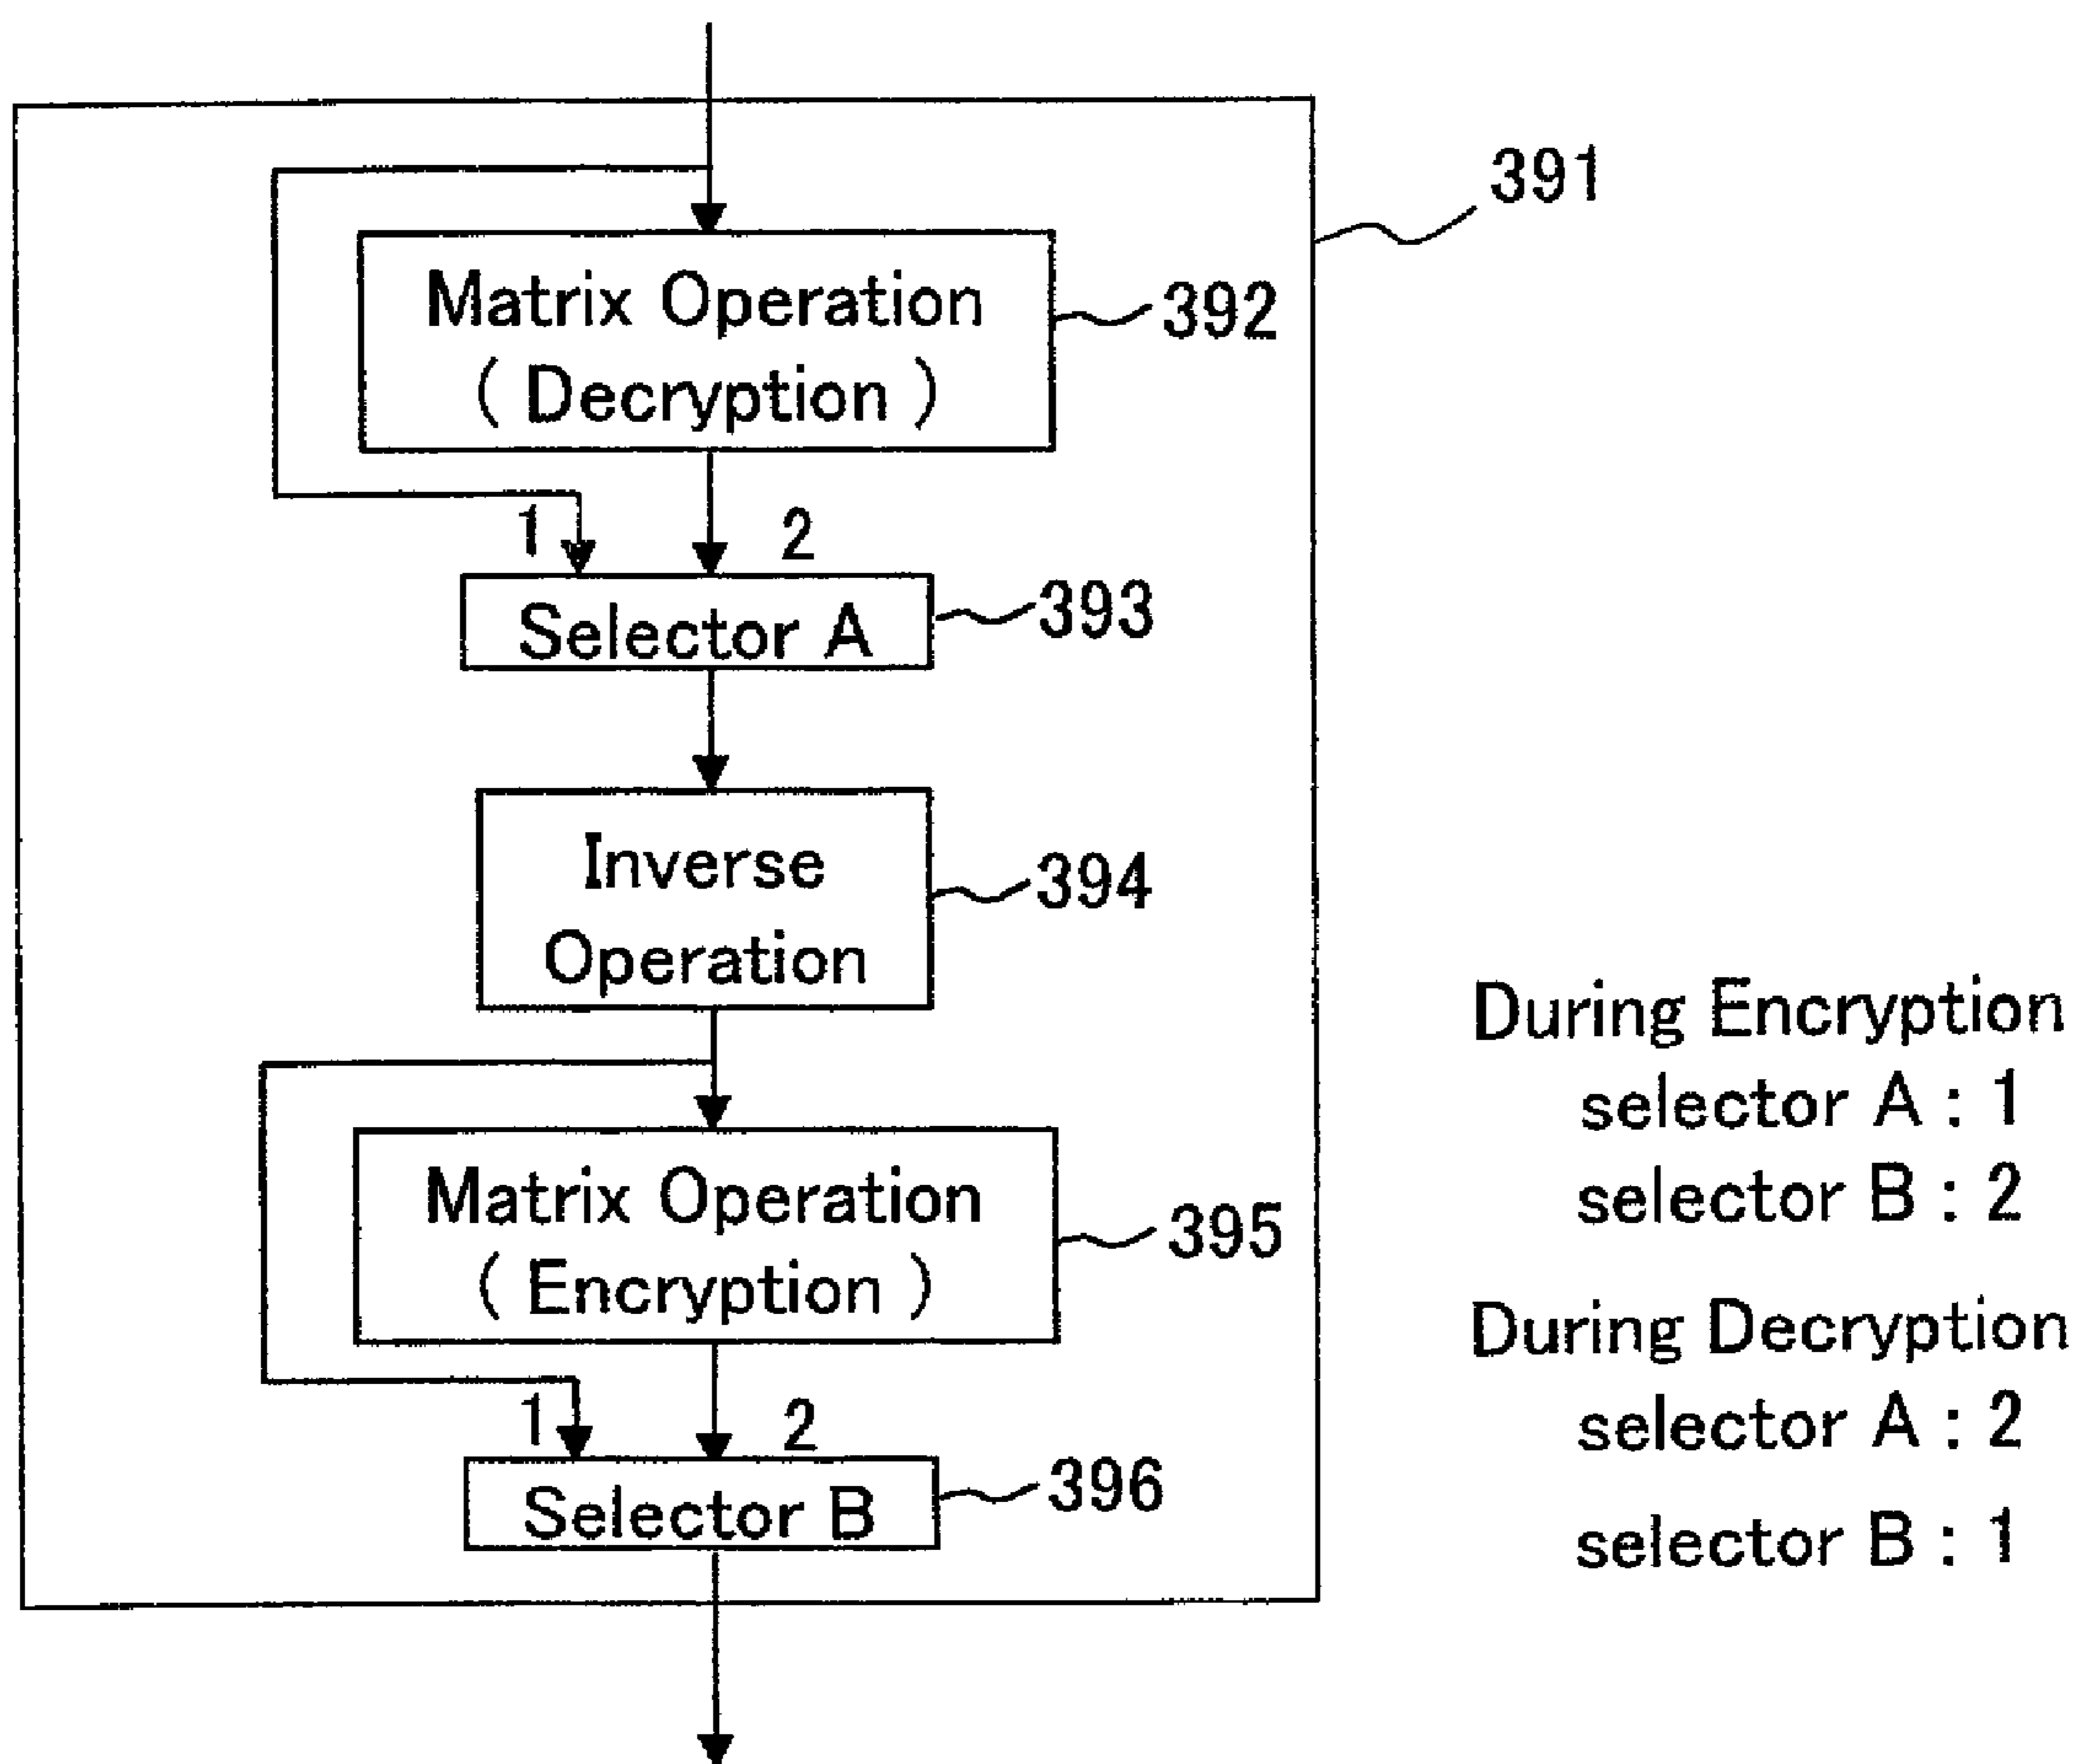 391
Matrix Operation
( Decryption )
392
1
2
Selector A
393
Inverse
Operation
394
During Encryption
selector A : 1
selector B : 2
Matrix Operation
( Encryption )
395
During Decryption
selector A : 2
selector B : 1
1
2
Selector B
396